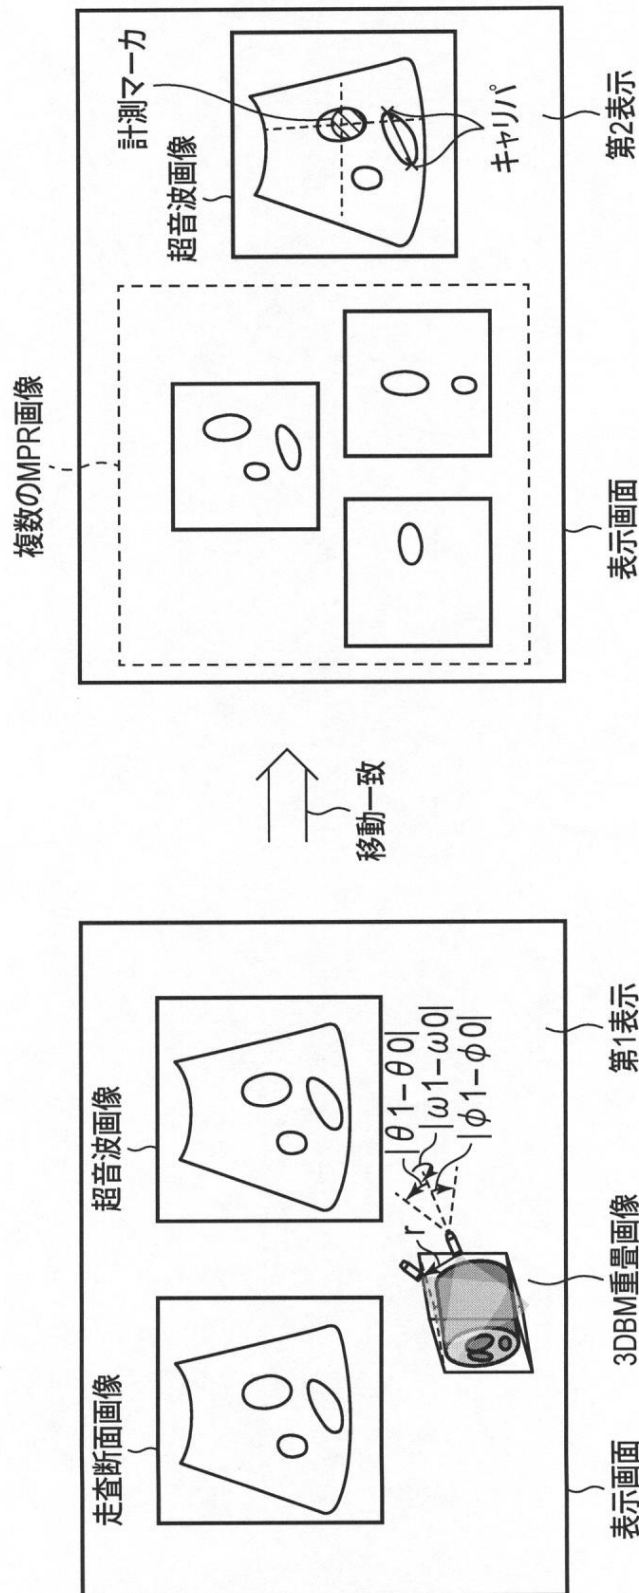 走査断面画像
超音波画像
r
|θ1−θ0|
|ω1−ω0|
|φ1−φ0|
表示画面
3DBM重畳画像
第1表示
移動一致
複数のMPR画像
超音波画像
計測マーカ
キャリパ
表示画面
第2表示